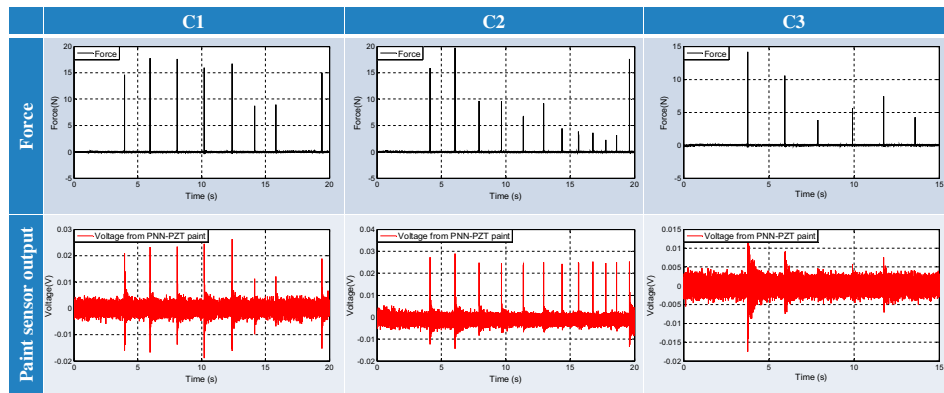 C1 C2 C3
Force
Force(N)
20
15
10
5
0
-5
Force
0 5 10 15 20
Time (s)
Force(N)
20
15
10
5
0
-5
Force
0 5 10 15 20
Time (s)
Force(N)
15
10
5
0
-5
Force
0 5 10 15
Time (s)
Paint sensor output
Voltage(V)
0.03
0.02
0.01
0
-0.01
-0.02
Voltage from PNN-PZT paint
0 5 10 15 20
Time (s)
Voltage(V)
0.04
0.03
0.02
0.01
0
-0.01
-0.02
Voltage from PNN-PZT paint
0 5 10 15 20
Time (s)
Voltage(V)
0.015
0.01
0.005
0
-0.005
-0.01
-0.015
-0.02
Voltage from PNN-PZT paint
0 5 10 15
Time (s)